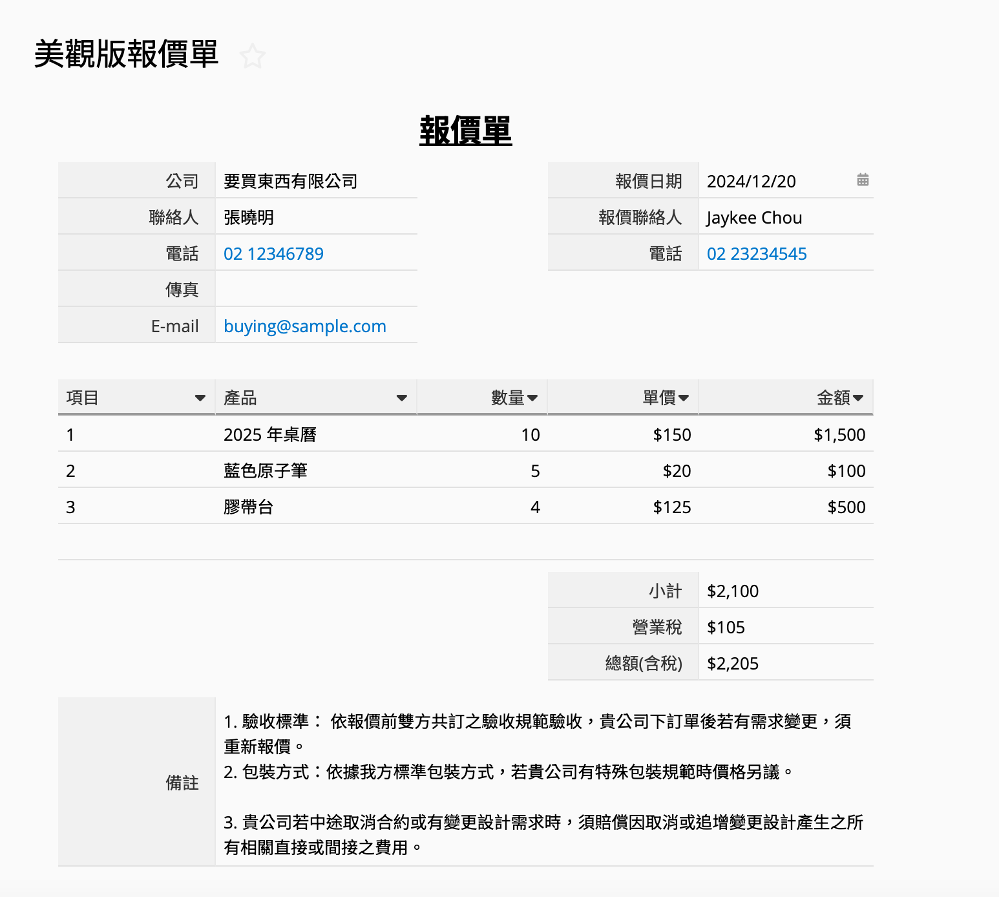 美觀版報價單
報價單
公司 要買東西有限公司 報價日期 2024/12/20
聯絡人 張曉明 報價聯絡人 Jaykee Chou
電話 02 12346789 電話 02 23234545
傳真
E-mail buying@sample.com
項目 產品 數量 單價 金額
1 2025 年桌曆 10 $150 $1,500
2 藍色原子筆 5 $20 $100
3 膠帶台 4 $125 $500
小計 $2,100
營業稅 $105
總額(含稅) $2,205
備註
1. 驗收標準： 依報價前雙方共訂之驗收規範驗收，貴公司下訂單後若有需求變更，須
重新報價。
2. 包裝方式：依據我方標準包裝方式，若貴公司有特殊包裝規範時價格另議。
3. 貴公司若中途取消合約或有變更設計需求時，須賠償因取消或追增變更設計產生之所
有相關直接或間接之費用。